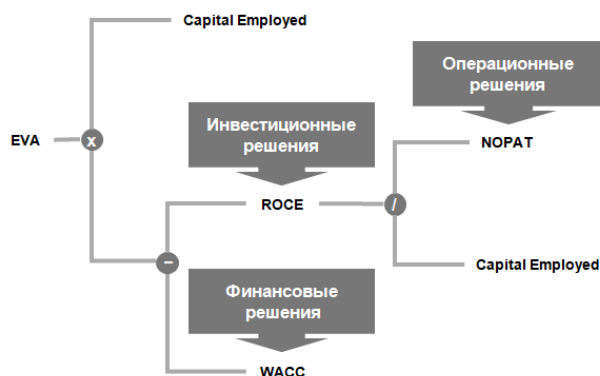 Capital Employed
Операционные
решения
Инвестиционные
решения
EVA
x
NOPAT
ROCE
/
–
Capital Employed
Финансовые
решения
WACC